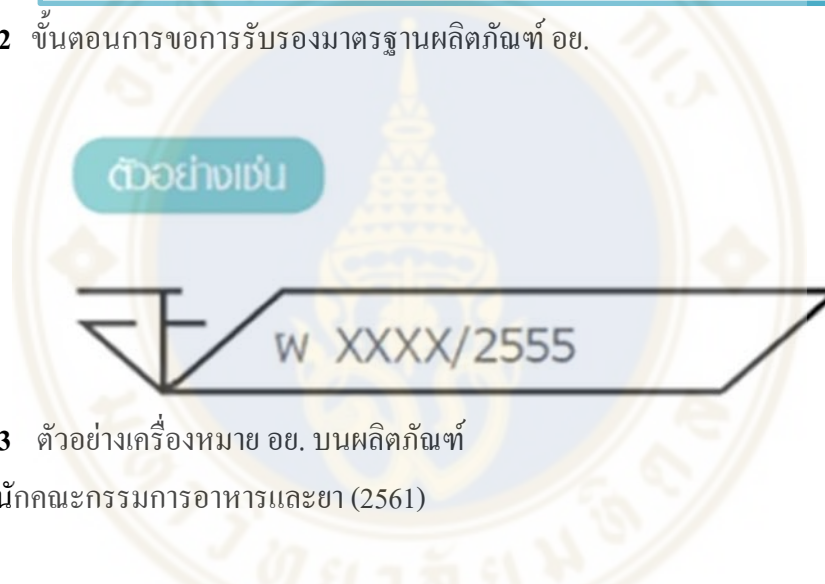 2 ขั้นตอนการขอการรับรองมาตรฐานผลิตภัณฑ์ อย.
ตัวอย่างเช่น
ผ XXXX/2555
3 ตัวอย่างเครื่องหมาย อย. บนผลิตภัณฑ์
นักคณะกรรมการอาหารและยา (2561)